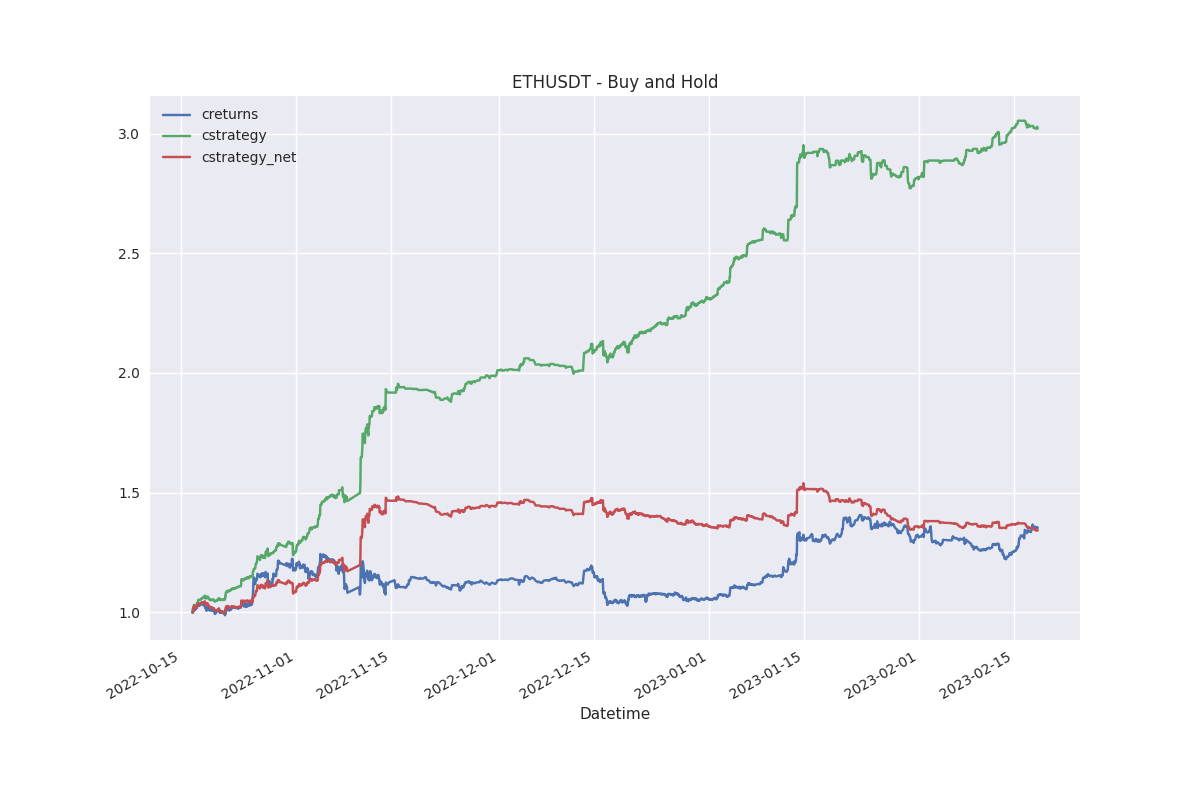 ETHUSDT - Buy and Hold
creturns
cstrategy
cstrategy_net
3.0
2.5
2.0
1.5
1.0
2022-10-15
2022-11-01
2022-11-15
2022-12-01
2022-12-15
2023-01-01
2023-01-15
2023-02-01
2023-02-15
Datetime